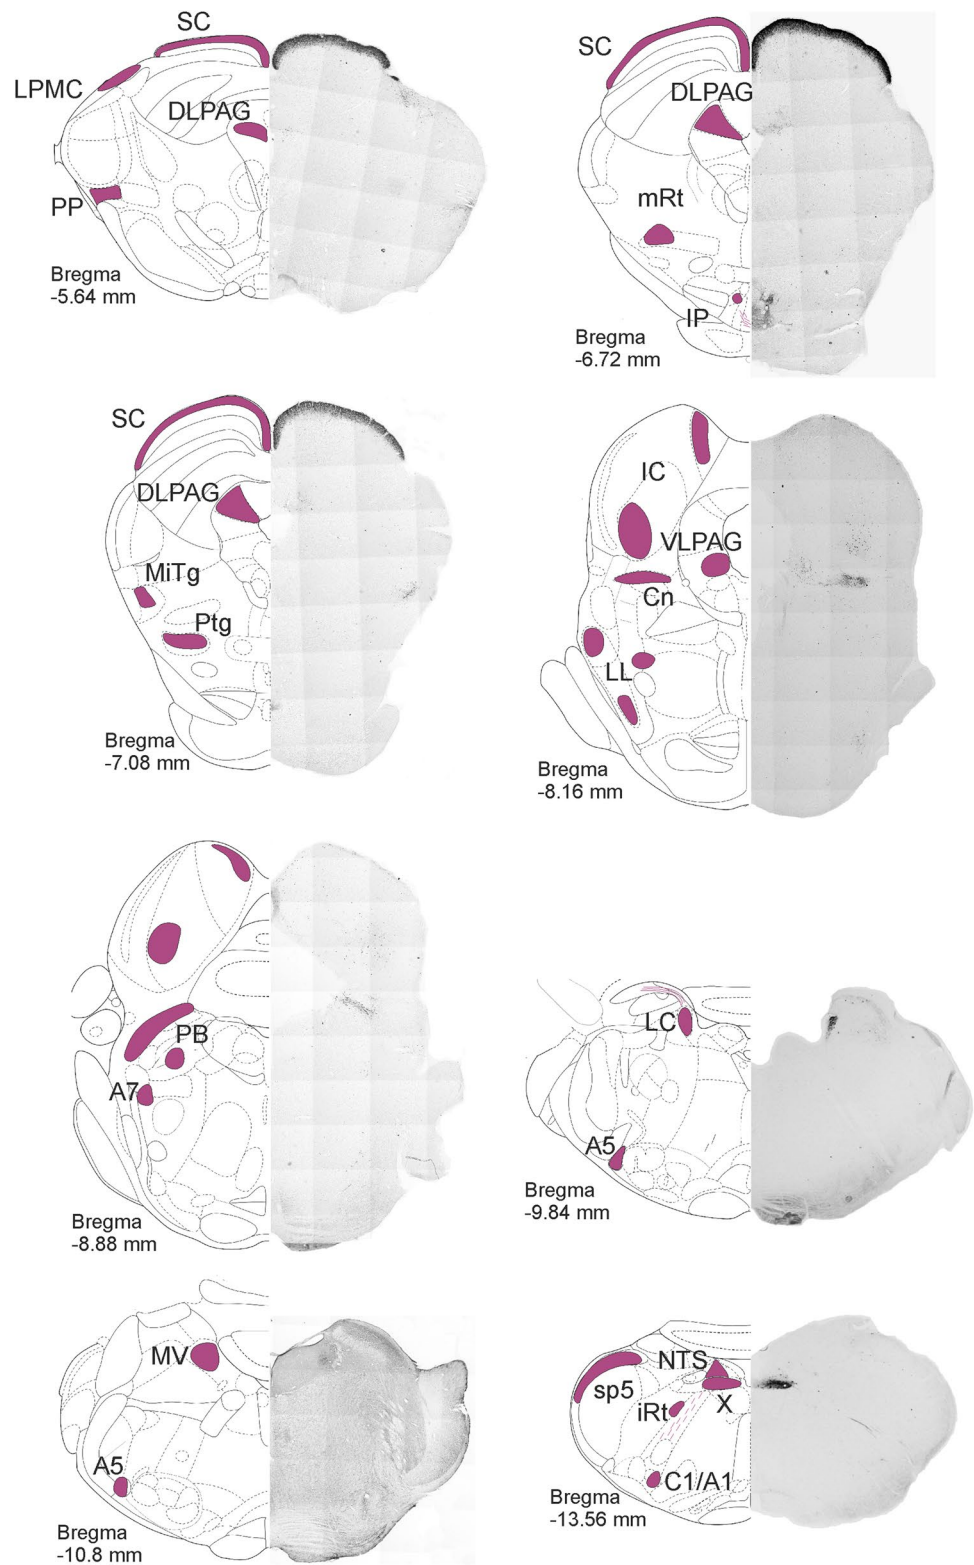 SC
LPMC
DLPAG
PP
Bregma
-5.64 mm
SC
DLPAG
mRt
IP
Bregma
-6.72 mm
SC
DLPAG
MiTg
Ptg
Bregma
-7.08 mm
IC
VLPAG
Cn
LL
Bregma
-8.16 mm
PB
A7
Bregma
-8.88 mm
LC
A5
Bregma
-9.84 mm
MV
A5
Bregma
-10.8 mm
NTS
sp5
X
iRt
C1/A1
Bregma
-13.56 mm